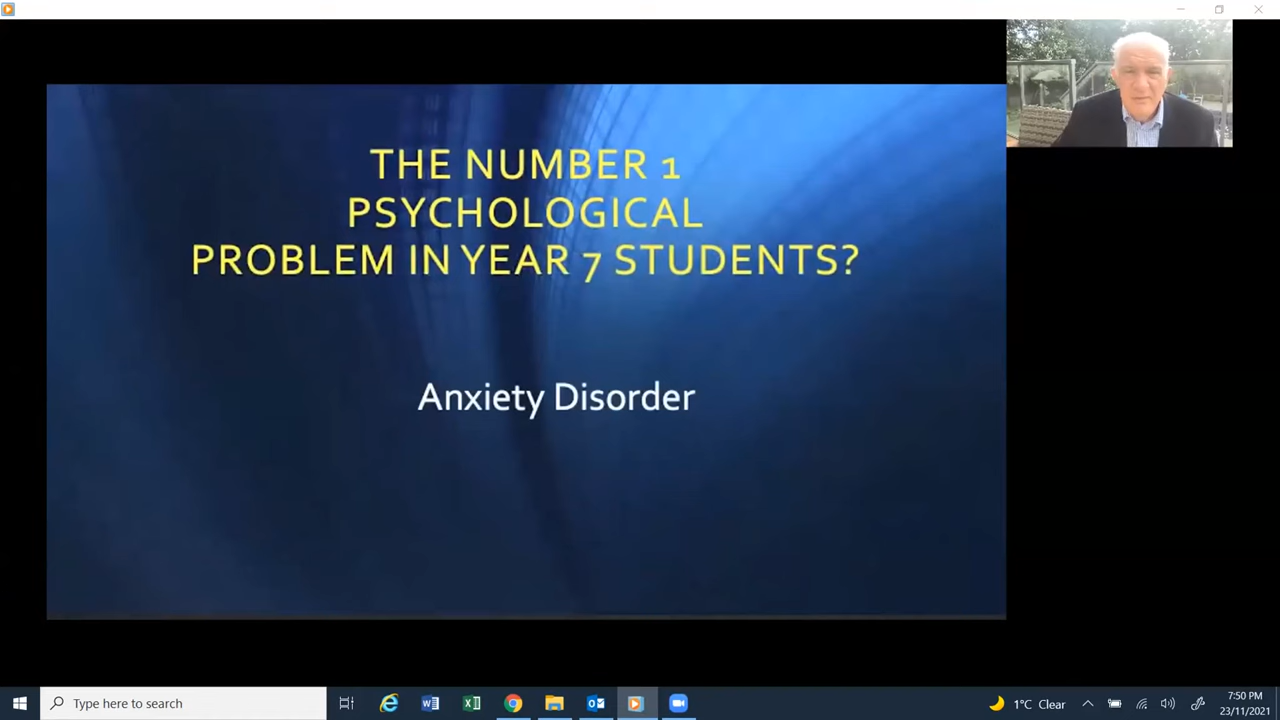 THE NUMBER 1
PSYCHOLOGICAL
PROBLEM IN YEAR 7 STUDENTS?
Anxiety Disorder
Type here to search
1°C Clear
7:50 PM
23/11/2021